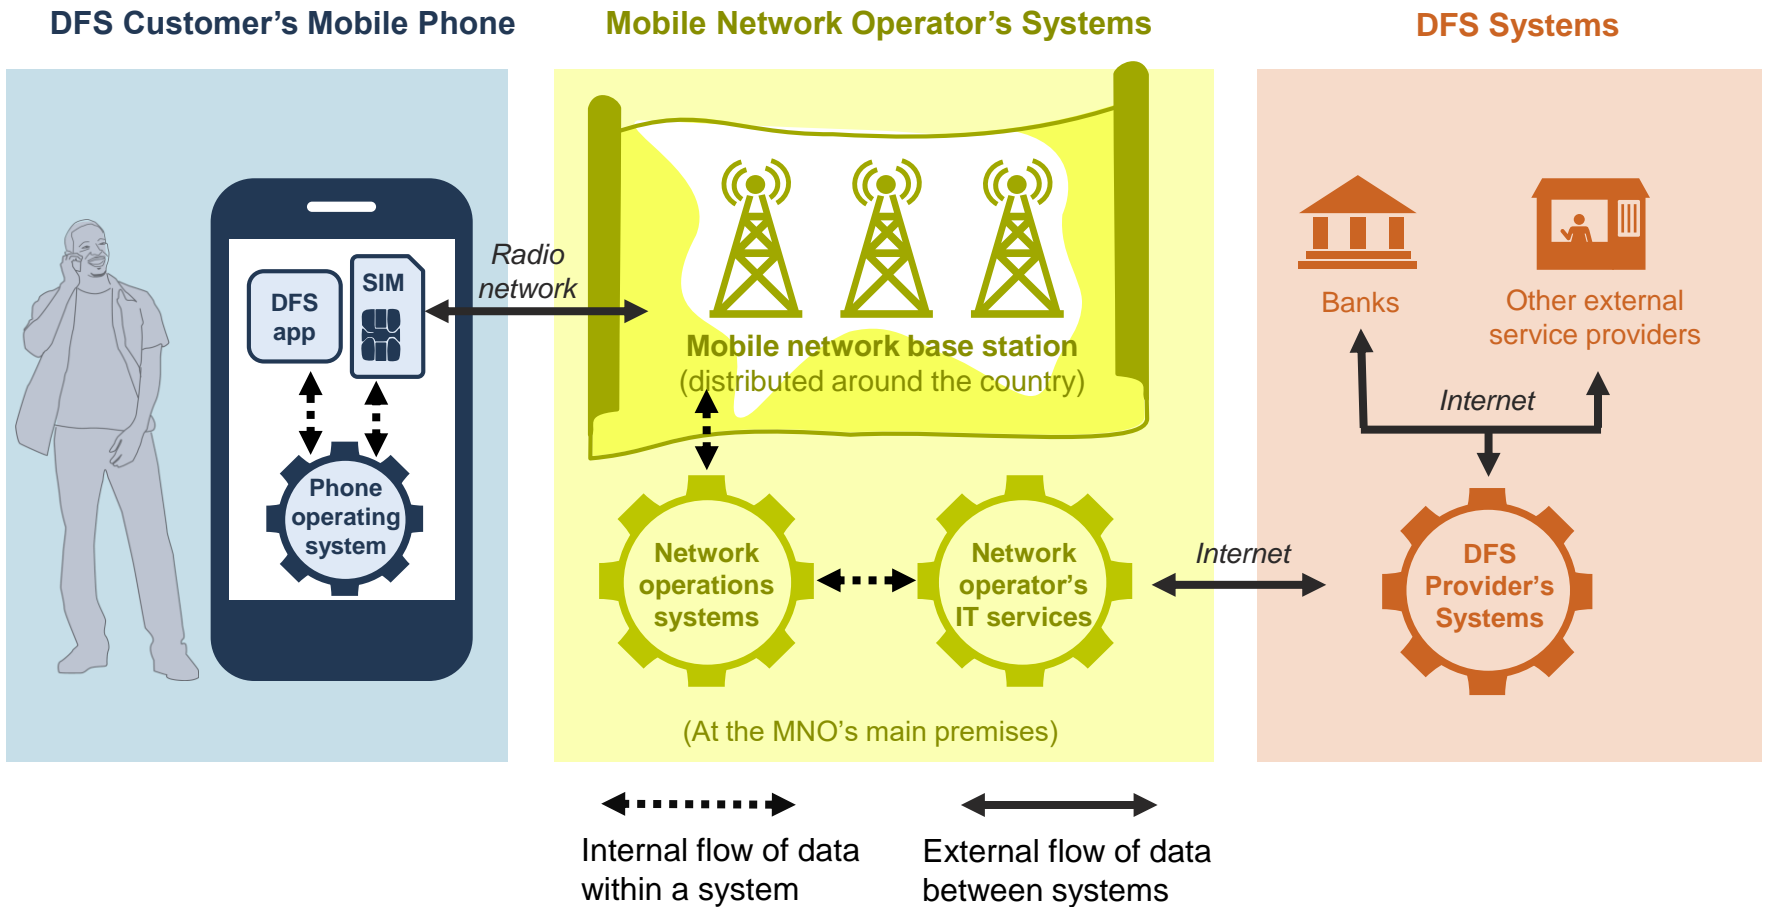 DFS Customer's Mobile Phone
Mobile Network Operator's Systems
DFS Systems
DFS
app
SIM
Phone
operating
system
Radio
network
Mobile network base station
(distributed around the country)
Network
operations
systems
Network
operator's
IT services
(At the MNO's main premises)
Internet
Banks
Other external
service providers
Internet
DFS
Provider's
Systems
Internal flow of data
within a system
External flow of data
between systems